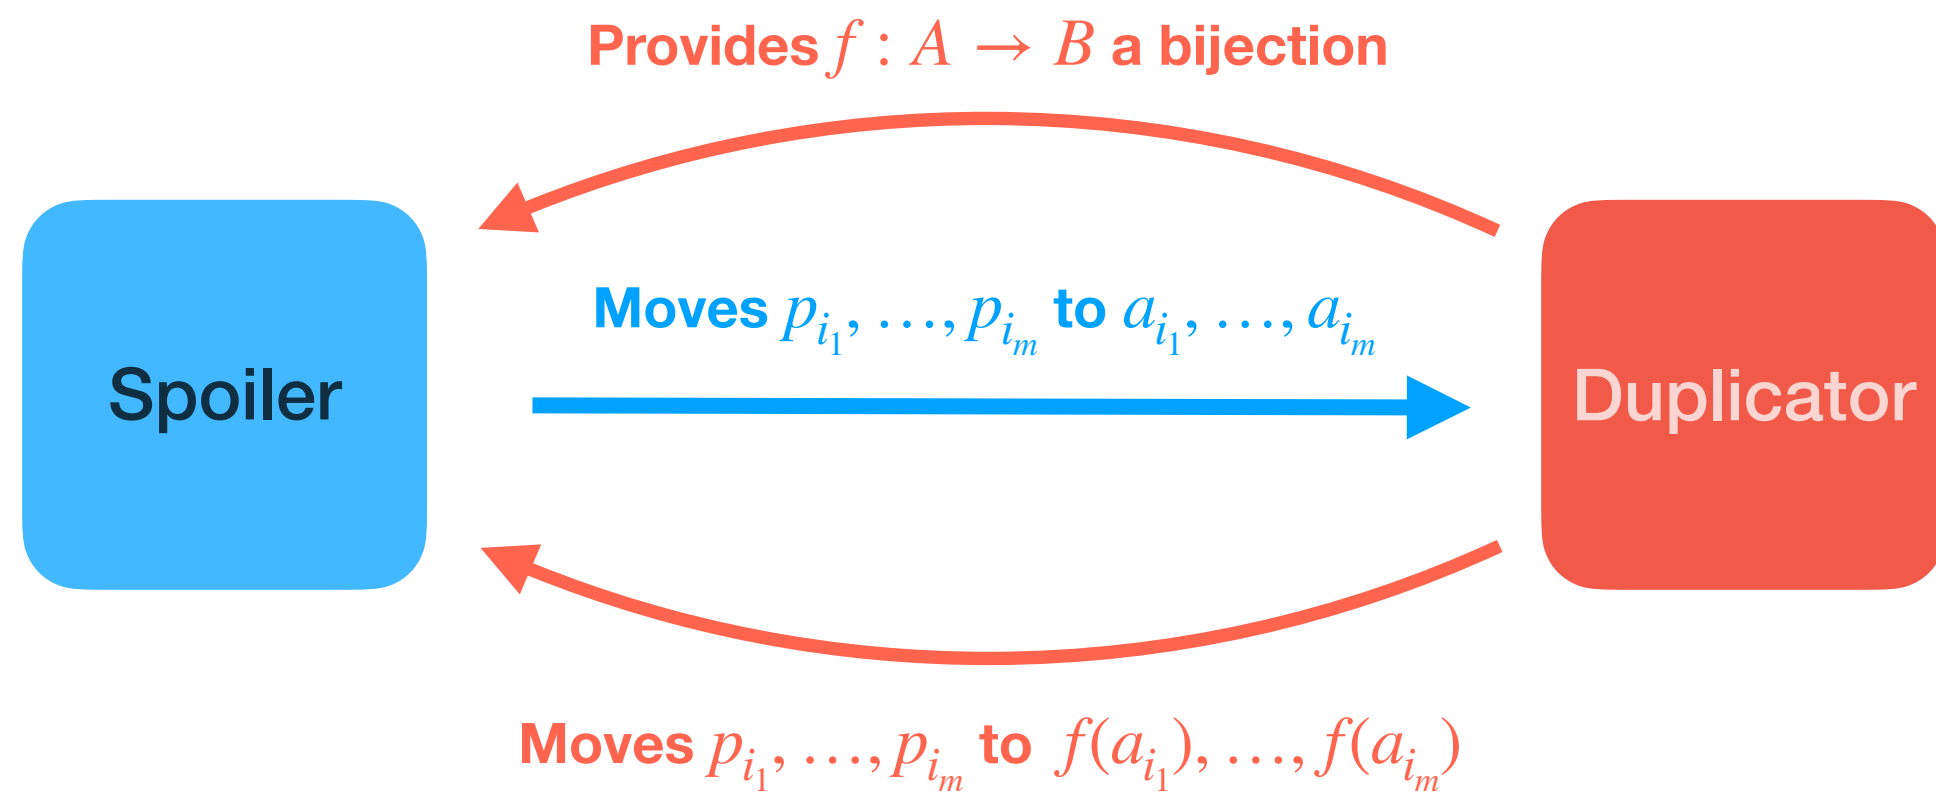 Provides f : A → B a bijection
Moves p_{i_1}, …, p_{i_m} to a_{i_1}, …, a_{i_m}
Spoiler
Duplicator
Moves p_{i_1}, …, p_{i_m} to f(a_{i_1}), …, f(a_{i_m})